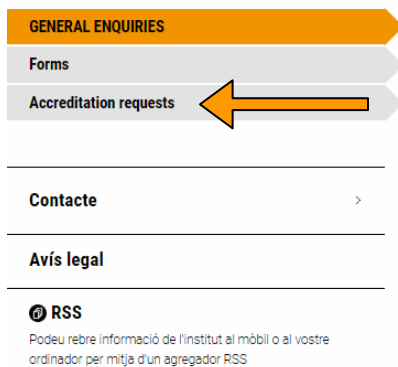 GENERAL ENQUIRIES
Forms
Accreditation requests
Contacte
Avís legal
RSS
Podeu rebre informació de l'institut al mòbil o al vostre
ordinador per mitja d'un agregador RSS